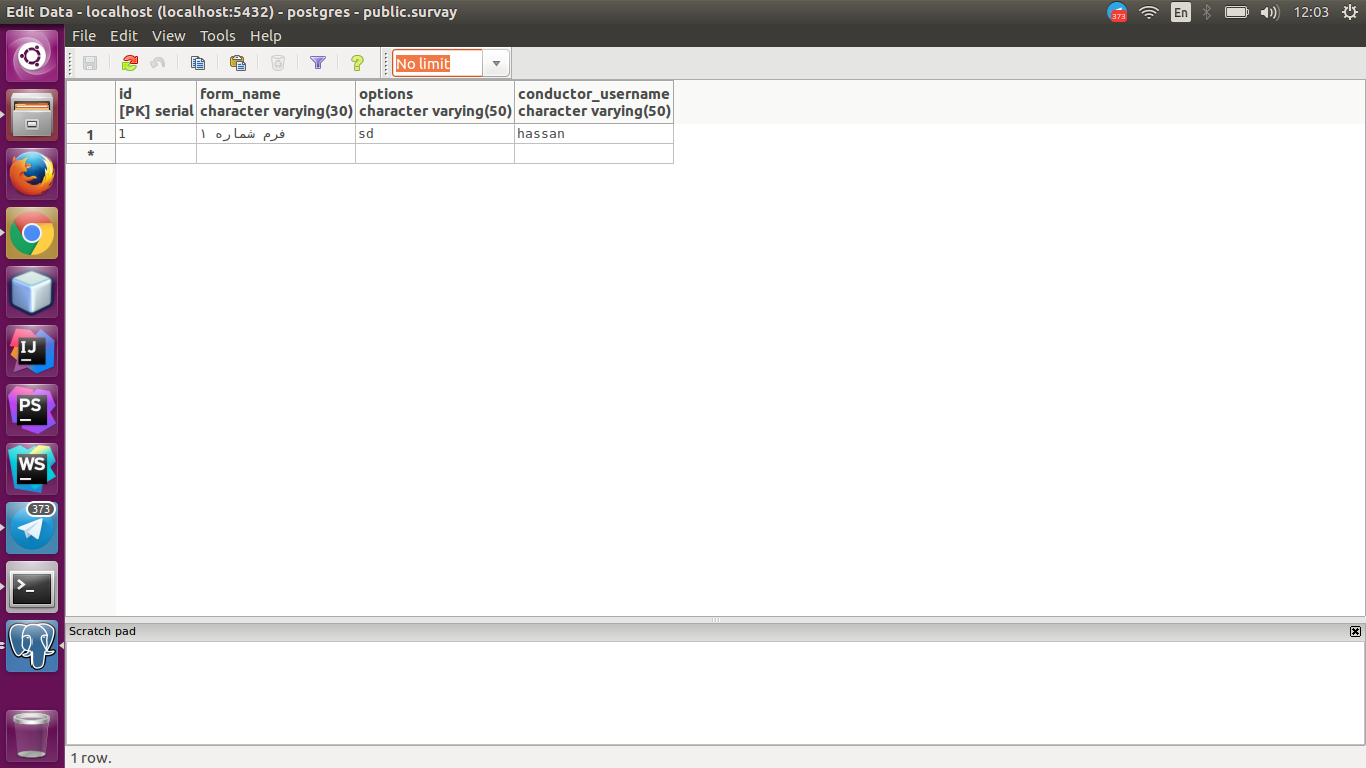 Edit Data - localhost (localhost:5432) - postgres - public.survay
373
En
12:03
File Edit View Tools Help
No limit
id form_name options conductor_username
[PK] serial character varying(30) character varying(50) character varying(50)
1 1 فرم شماره ۱ sd hassan
*
IJ
PS
WS
373
>_
Scratch pad
1 row.